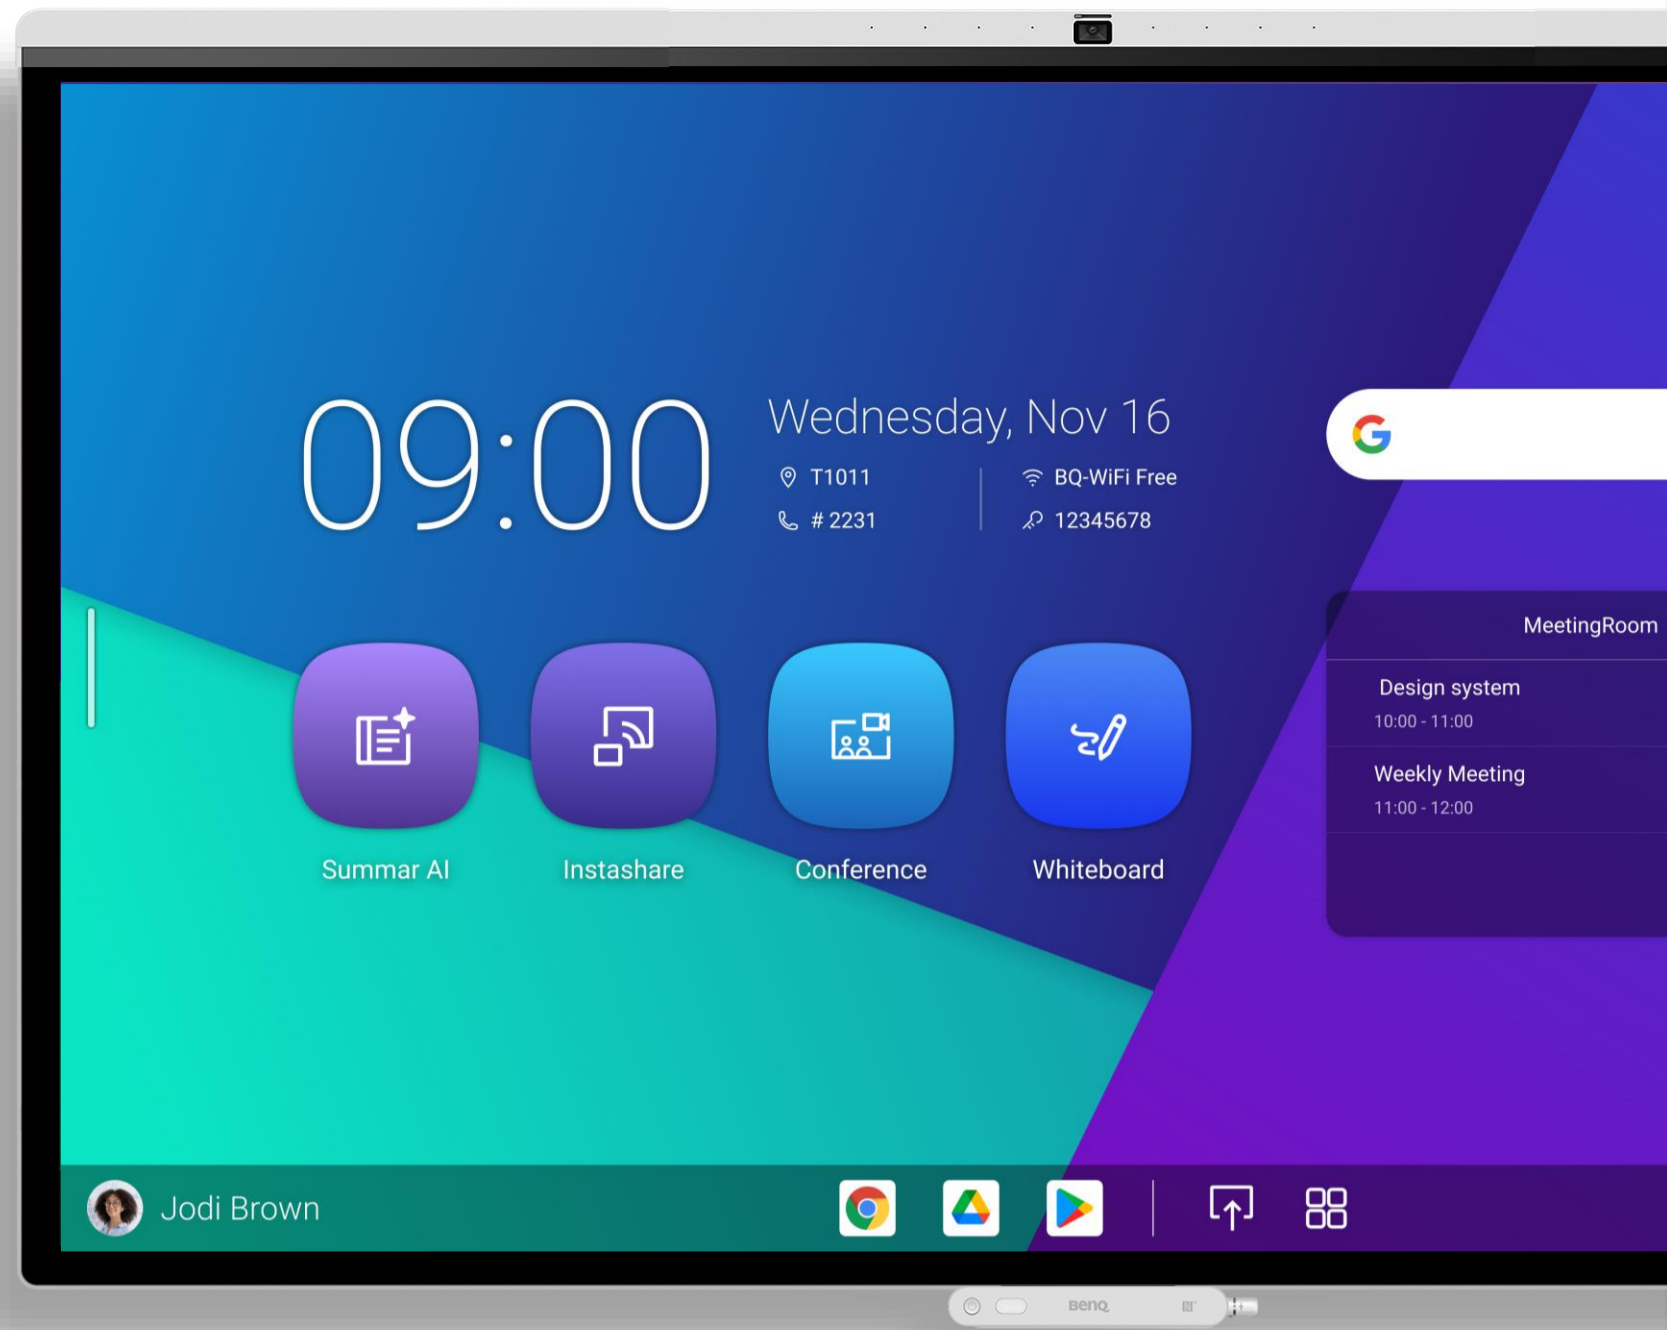 09:00
Wednesday, Nov 16
T1011
BQ-WiFi Free
# 2231
12345678
MeetingRoom
Design system
10:00 - 11:00
Weekly Meeting
11:00 - 12:00
Summar AI
Instashare
Conference
Whiteboard
Jodi Brown
BenQ